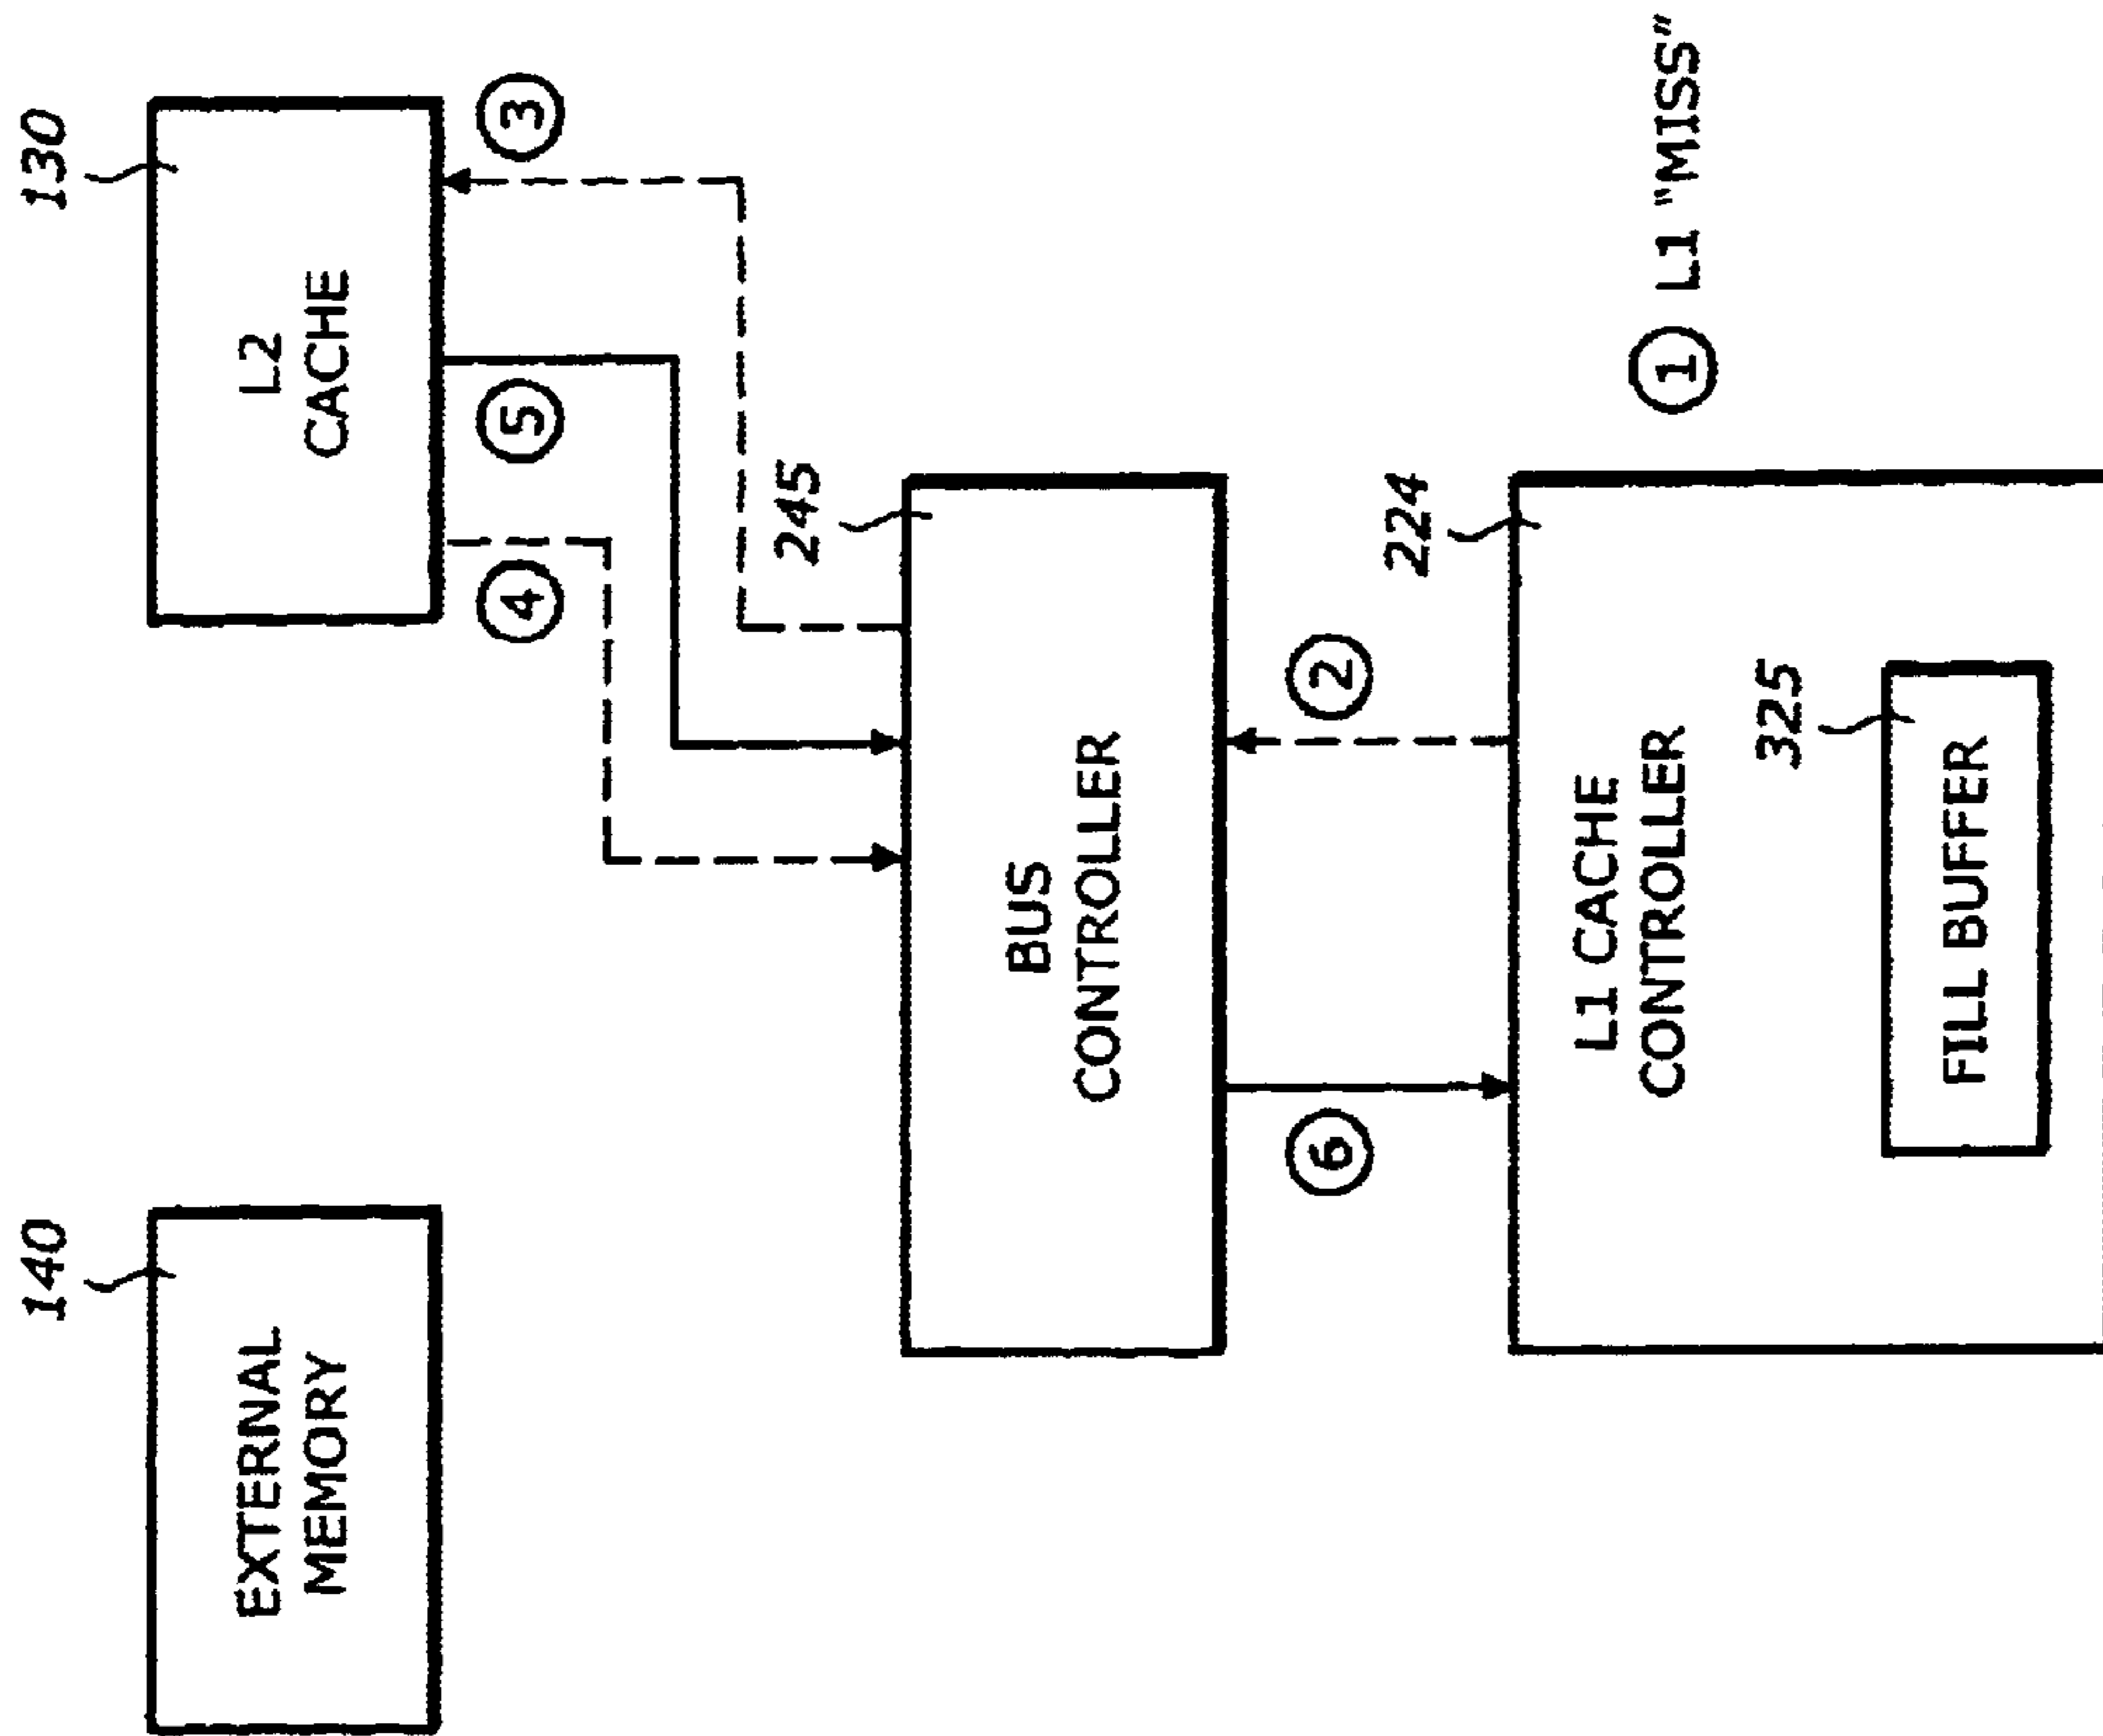 140
EXTERNAL
MEMORY
130
L2
CACHE
4
5
3
245
BUS
CONTROLLER
6
2
224
L1 CACHE
CONTROLLER
1 L1 "MISS"
325
FILL BUFFER